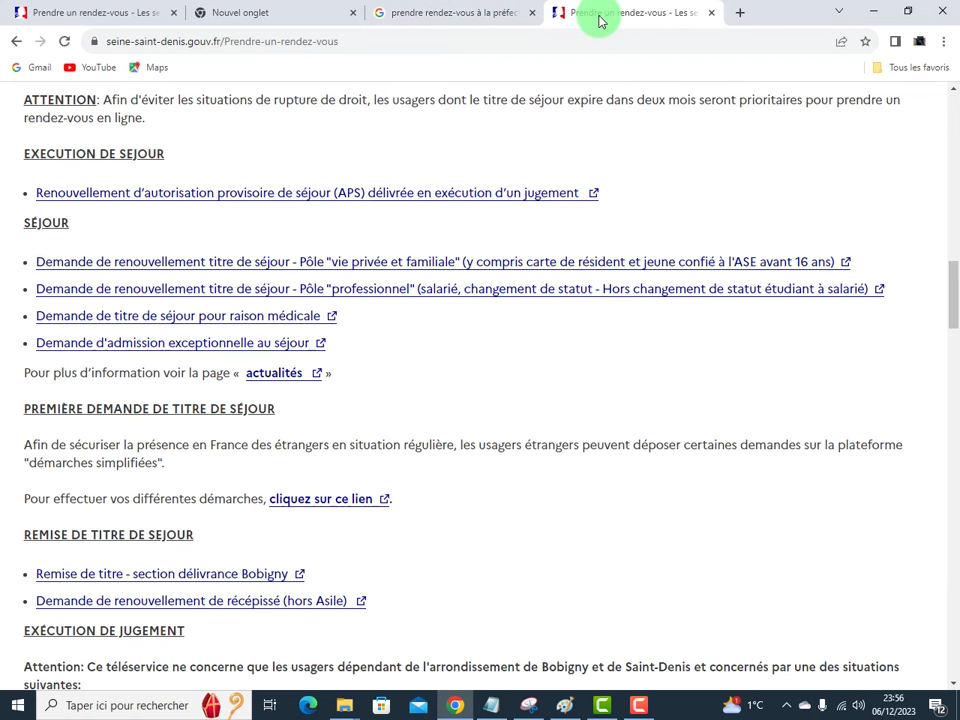 Prendre un rendez-vous - Les se
Nouvel onglet
prendre rendez-vous à la préfec
Prendre un rendez-vous - Les se
seine-saint-denis.gouv.fr/Prendre-un-rendez-vous
Gmail
YouTube
Maps
Tous les favoris
ATTENTION: Afin d'éviter les situations de rupture de droit, les usagers dont le titre de séjour expire dans deux mois seront prioritaires pour prendre un
rendez-vous en ligne.
EXECUTION DE SEJOUR
Renouvellement d'autorisation provisoire de séjour (APS) délivrée en exécution d'un jugement
SÉJOUR
Demande de renouvellement titre de séjour - Pôle "vie privée et familiale" (y compris carte de résident et jeune confié à l'ASE avant 16 ans)
Demande de renouvellement titre de séjour - Pôle "professionnel" (salarié, changement de statut - Hors changement de statut étudiant à salarié)
Demande de titre de séjour pour raison médicale
Demande d'admission exceptionnelle au séjour
Pour plus d'information voir la page « actualités »
PREMIÈRE DEMANDE DE TITRE DE SÉJOUR
Afin de sécuriser la présence en France des étrangers en situation régulière, les usagers étrangers peuvent déposer certaines demandes sur la plateforme
"démarches simplifiées".
Pour effectuer vos différentes démarches, cliquez sur ce lien.
REMISE DE TITRE DE SEJOUR
Remise de titre - section délivrance Bobigny
Demande de renouvellement de récépissé (hors Asile)
EXÉCUTION DE JUGEMENT
Attention: Ce téléservice ne concerne que les usagers dépendant de l'arrondissement de Bobigny et de Saint-Denis et concernés par une des situations
suivantes:
Taper ici pour rechercher
1°C
23:56
06/12/2023
12